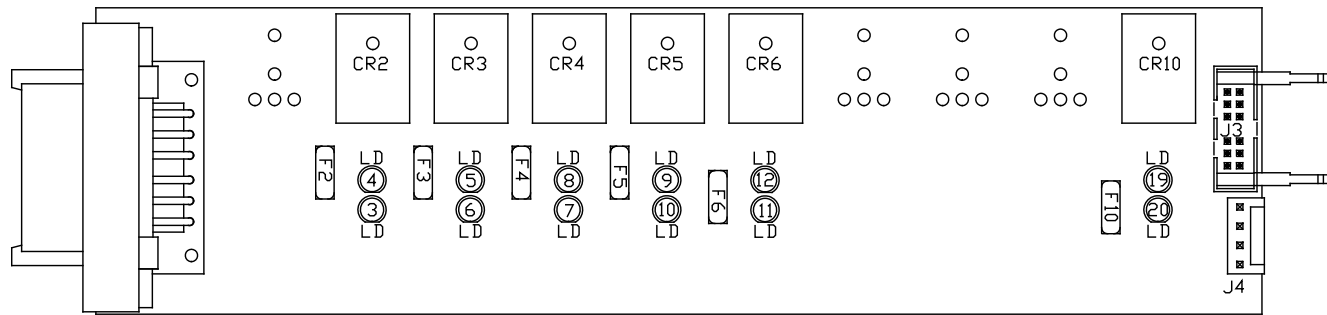 CR2 CR3 CR4 CR5 CR6 CR10
J3
LD LD LD LD LD LD
F2 F3 F4 F5 F6 F10
4 5 8 9 12 19
3 6 7 10 11 20
LD LD LD LD LD LD
J4